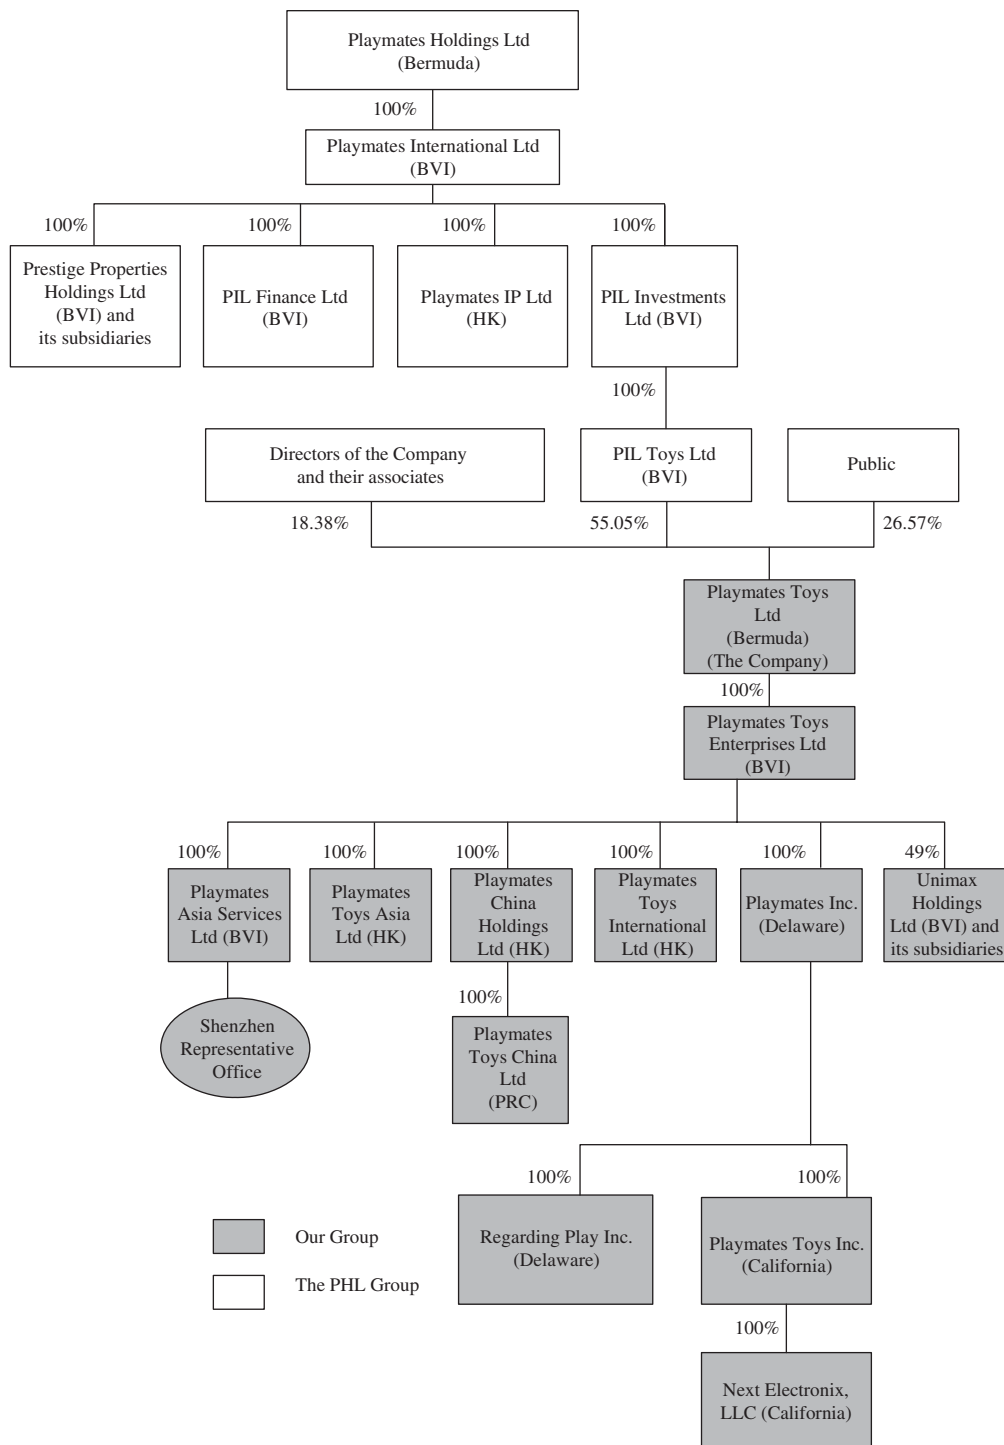 Playmates Holdings Ltd
(Bermuda)
100%
Playmates International Ltd
(BVI)
100%
100%
100%
100%
Prestige Properties
Holdings Ltd
(BVI) and
its subsidiaries
PIL Finance Ltd
(BVI)
Playmates IP Ltd
(HK)
PIL Investments
Ltd (BVI)
100%
Directors of the Company
and their associates
PIL Toys Ltd
(BVI)
Public
18.38%
55.05%
26.57%
Playmates Toys
Ltd
(Bermuda)
(The Company)
100%
Playmates Toys
Enterprises Ltd
(BVI)
100%
100%
100%
100%
100%
49%
Playmates
Asia Services
Ltd (BVI)
Playmates
Toys Asia
Ltd (HK)
Playmates
China
Holdings
Ltd (HK)
Playmates
Toys
International
Ltd (HK)
Playmates Inc.
(Delaware)
Unimax
Holdings
Ltd (BVI) and
its subsidiaries
Shenzhen
Representative
Office
100%
Playmates
Toys China
Ltd
(PRC)
100%
100%
Regarding Play Inc.
(Delaware)
Playmates Toys Inc.
(California)
Our Group
The PHL Group
100%
Next Electronix,
LLC (California)